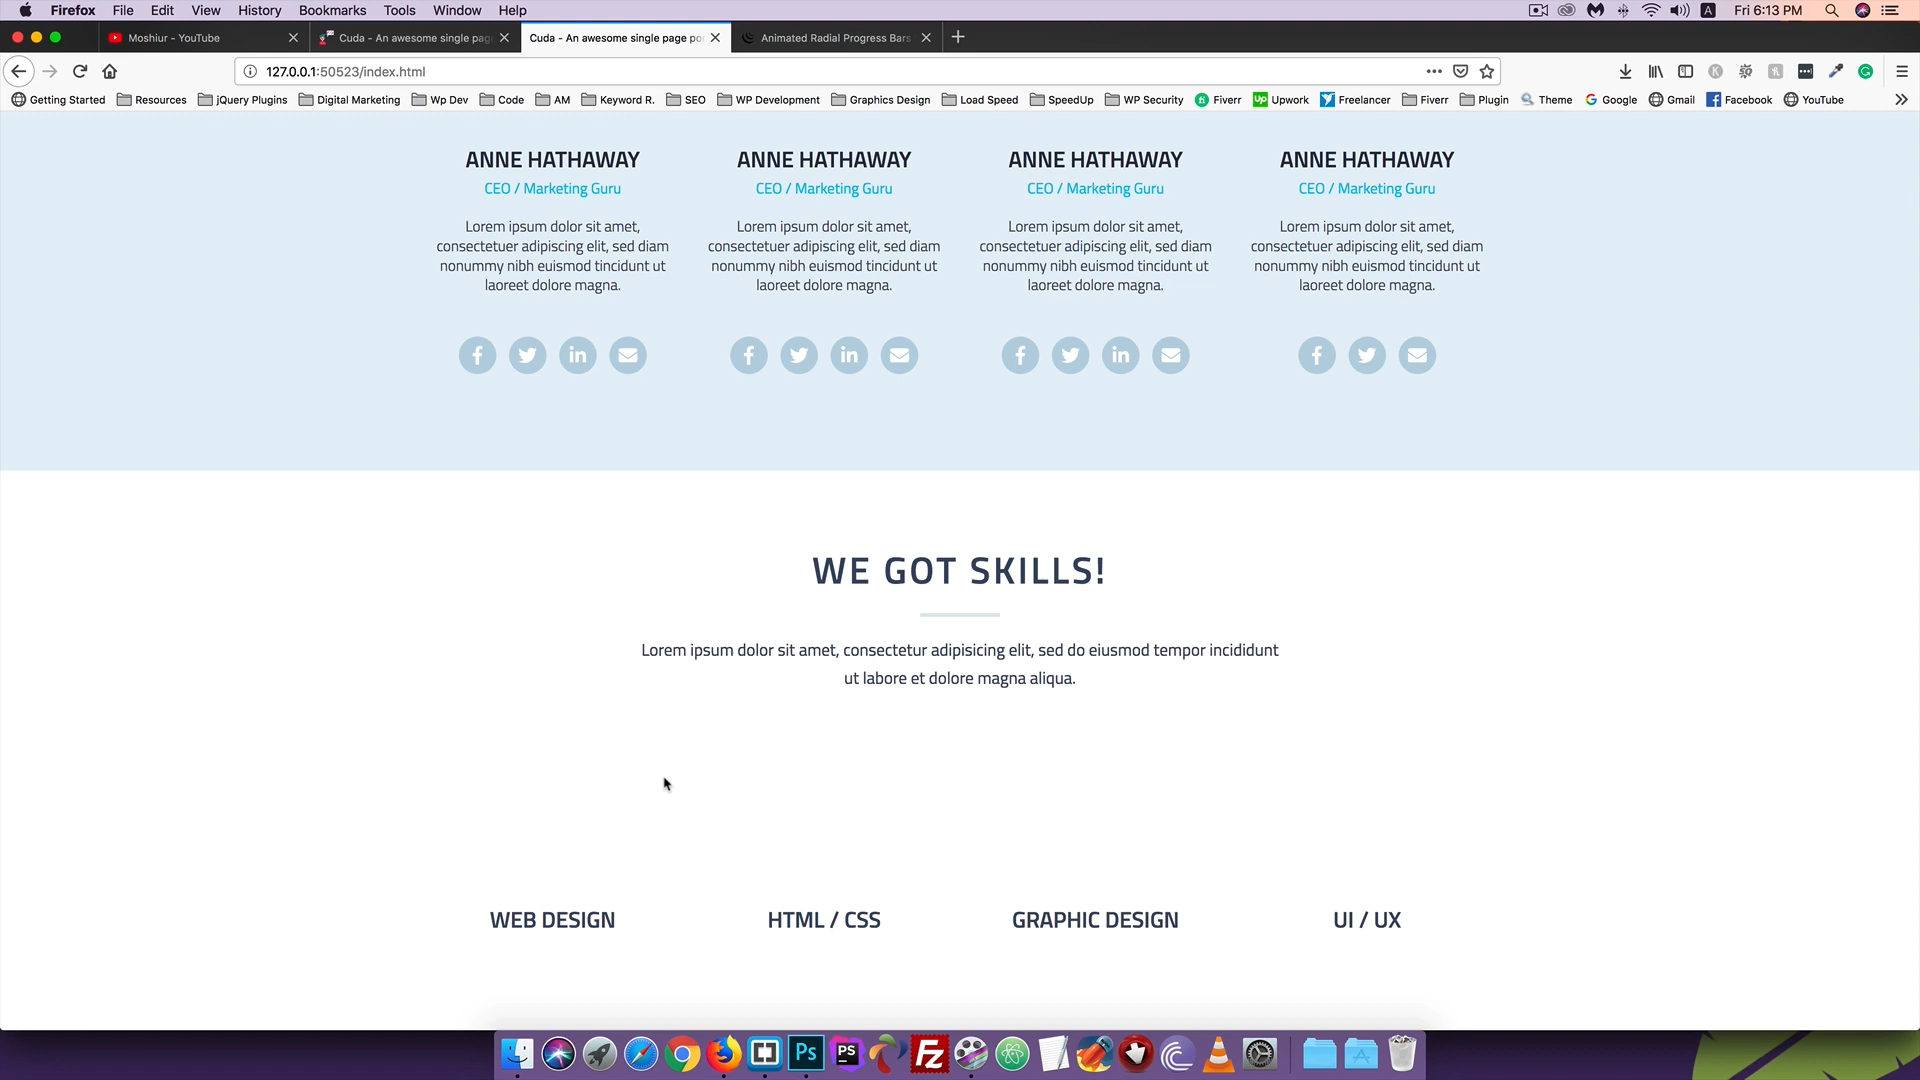 Firefox File Edit View History Bookmarks Tools Window Help A Fri 6:13 PM
Moshiur - YouTube Cuda - An awesome single pag Cuda - An awesome single page po Animated Radial Progress Bars
127.0.0.1:50523/index.html
Getting Started Resources jQuery Plugins Digital Marketing Wp Dev Code AM Keyword R. SEO WP Development Graphics Design Load Speed SpeedUp WP Security Fiverr Upwork Freelancer Fiverr Plugin Theme Google Gmail Facebook YouTube
ANNE HATHAWAY ANNE HATHAWAY ANNE HATHAWAY ANNE HATHAWAY
CEO / Marketing Guru CEO / Marketing Guru CEO / Marketing Guru CEO / Marketing Guru
Lorem ipsum dolor sit amet, Lorem ipsum dolor sit amet, Lorem ipsum dolor sit amet, Lorem ipsum dolor sit amet,
consectetuer adipiscing elit, sed diam consectetuer adipiscing elit, sed diam consectetuer adipiscing elit, sed diam consectetuer adipiscing elit, sed diam
nonummy nibh euismod tincidunt ut nonummy nibh euismod tincidunt ut nonummy nibh euismod tincidunt ut nonummy nibh euismod tincidunt ut
laoreet dolore magna. laoreet dolore magna. laoreet dolore magna. laoreet dolore magna.
WE GOT SKILLS!
Lorem ipsum dolor sit amet, consectetur adipisicing elit, sed do eiusmod tempor incididunt
ut labore et dolore magna aliqua.
WEB DESIGN HTML / CSS GRAPHIC DESIGN UI / UX
Ps PS FZ